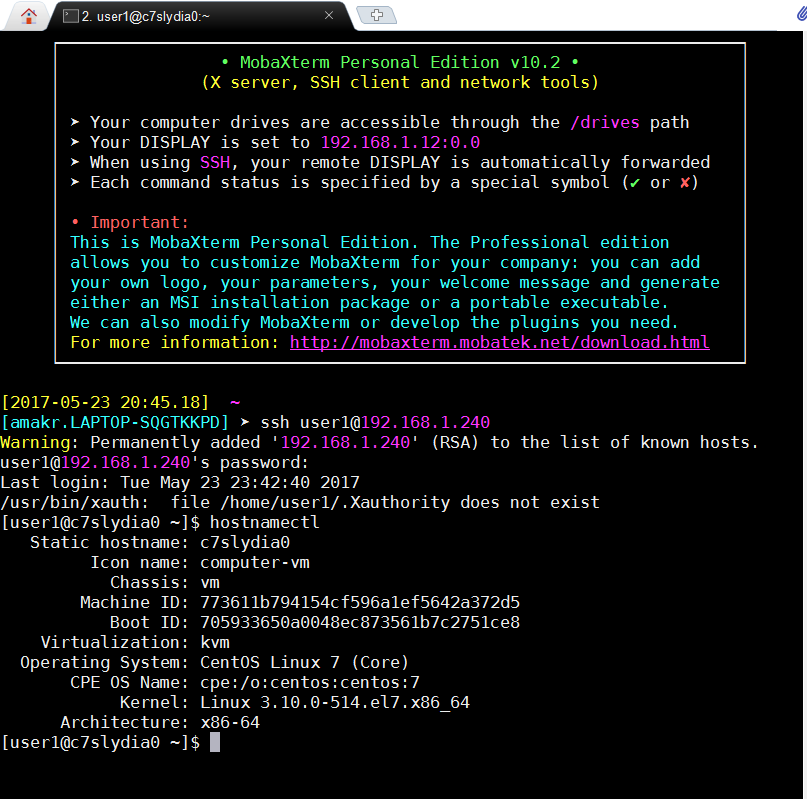 2. user1@c7slydia0:~
• MobaXterm Personal Edition v10.2 •
(X server, SSH client and network tools)
➤ Your computer drives are accessible through the /drives path
➤ Your DISPLAY is set to 192.168.1.12:0.0
➤ When using SSH, your remote DISPLAY is automatically forwarded
➤ Each command status is specified by a special symbol (✔ or ✘)
• Important:
This is MobaXterm Personal Edition. The Professional edition
allows you to customize MobaXterm for your company: you can add
your own logo, your parameters, your welcome message and generate
either an MSI installation package or a portable executable.
We can also modify MobaXterm or develop the plugins you need.
For more information: http://mobaxterm.mobatek.net/download.html
[2017-05-23 20:45.18]  ~
[amakr.LAPTOP-SQGTKKPD] ➤ ssh user1@192.168.1.240
Warning: Permanently added '192.168.1.240' (RSA) to the list of known hosts.
user1@192.168.1.240's password:
Last login: Tue May 23 23:42:40 2017
/usr/bin/xauth:  file /home/user1/.Xauthority does not exist
[user1@c7slydia0 ~]$ hostnamectl
Static hostname: c7slydia0
Icon name: computer-vm
Chassis: vm
Machine ID: 773611b794154cf596a1ef5642a372d5
Boot ID: 705933650a0048ec873561b7c2751ce8
Virtualization: kvm
Operating System: CentOS Linux 7 (Core)
CPE OS Name: cpe:/o:centos:centos:7
Kernel: Linux 3.10.0-514.el7.x86_64
Architecture: x86-64
[user1@c7slydia0 ~]$